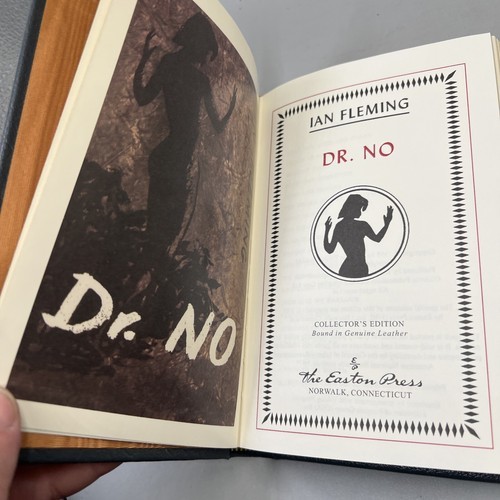 Dr. NO
IAN FLEMING
DR. NO
COLLECTOR'S EDITION
Bound in Genuine Leather
The Easton Press
NORWALK, CONNECTICUT